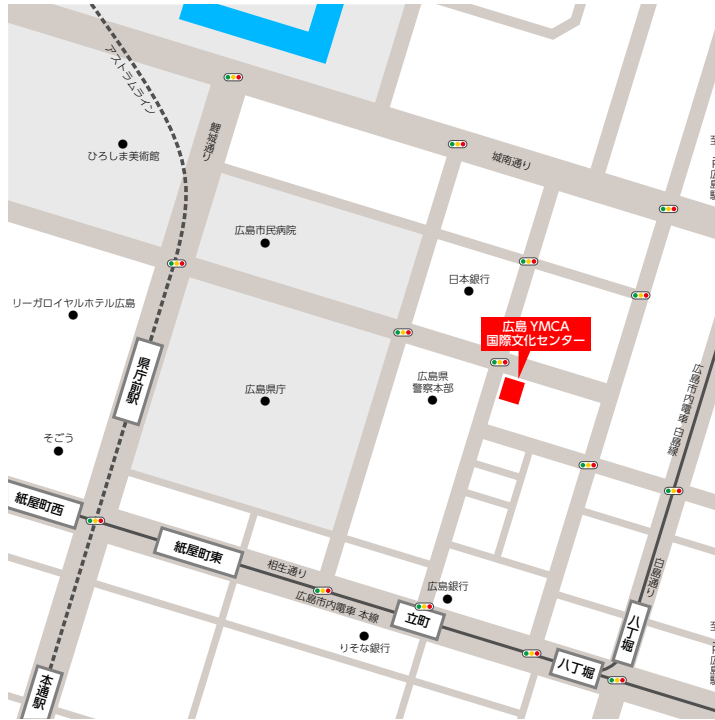 アストラムライン
鯉城通り
ひろしま美術館
城南通り
広島市民病院
日本銀行
リーガロイヤルホテル広島
広島 YMCA
国際文化センター
県庁前駅
広島県庁
広島県
警察本部
広島市内電車 白島線
そごう
紙屋町西
紙屋町東
相生通り
広島市内電車 本線
広島銀行
立町
りそな銀行
白島通り
八丁堀
八丁堀
本通駅